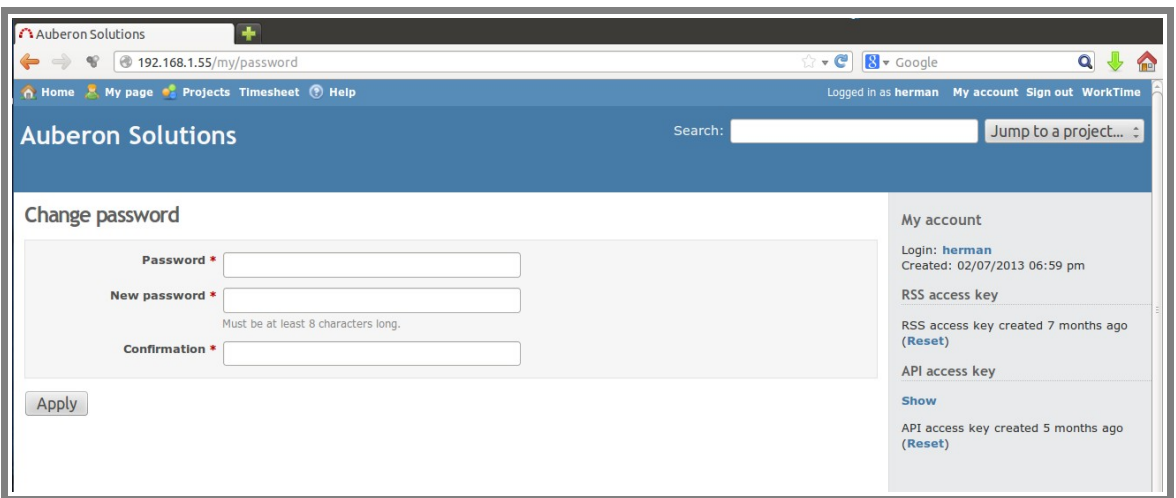 Auberon Solutions
192.168.1.55/my/password
Google
Home My page Projects Timesheet Help
Logged in as herman My account Sign out WorkTime
Auberon Solutions
Search:
Jump to a project...
Change password
Password *
New password *
Must be at least 8 characters long.
Confirmation *
Apply
My account
Login: herman
Created: 02/07/2013 06:59 pm
RSS access key
RSS access key created 7 months ago
(Reset)
API access key
Show
API access key created 5 months ago
(Reset)